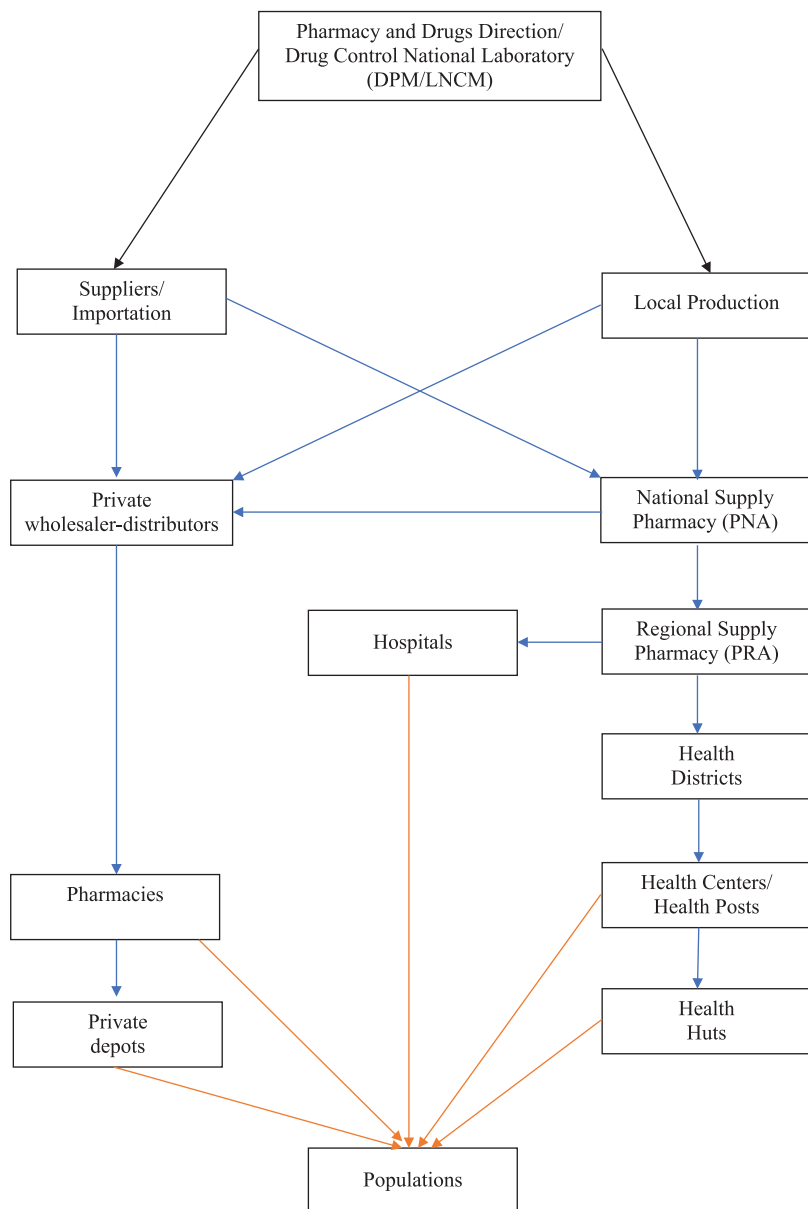 Pharmacy and Drugs Direction/
Drug Control National Laboratory
(DPM/LNCM)
Suppliers/
Importation
Local Production
Private
wholesaler-distributors
National Supply
Pharmacy (PNA)
Hospitals
Regional Supply
Pharmacy (PRA)
Health
Districts
Pharmacies
Health Centers/
Health Posts
Private
depots
Health
Huts
Populations